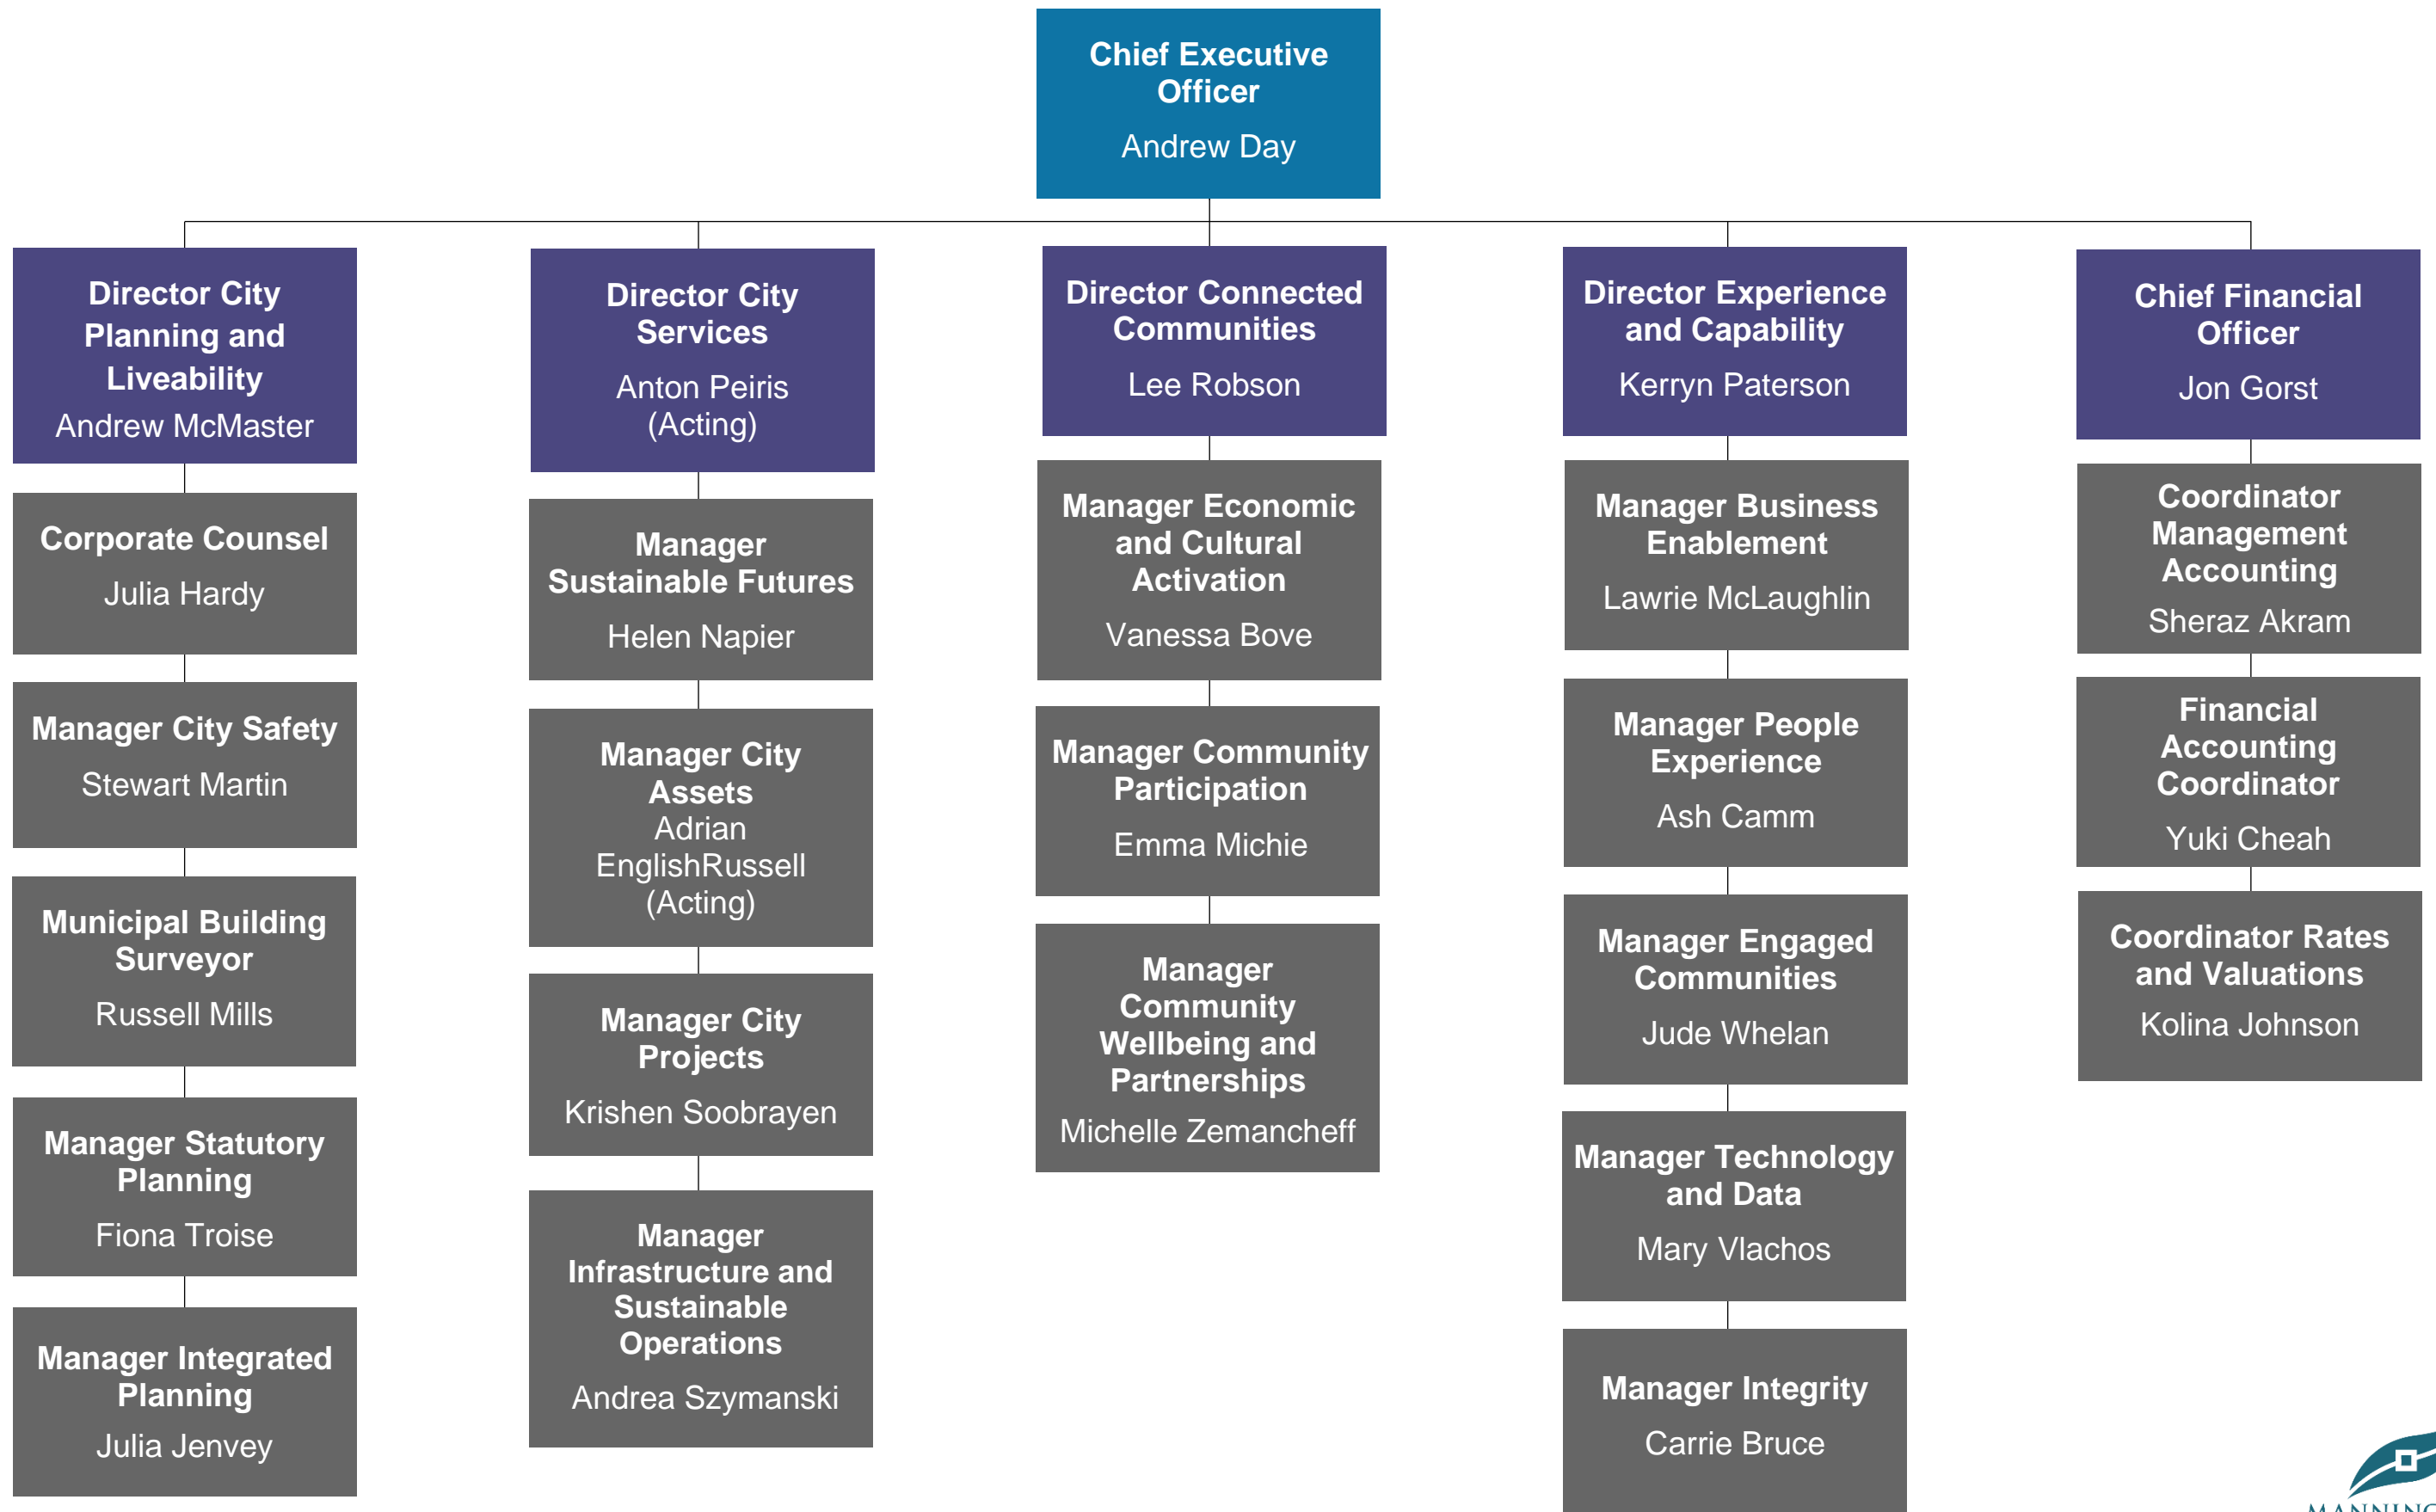 Chief Executive
Officer
Andrew Day
Director City
Planning and
Liveability
Andrew McMaster
Corporate Counsel
Julia Hardy
Manager City Safety
Stewart Martin
Municipal Building
Surveyor
Russell Mills
Manager Statutory
Planning
Fiona Troise
Manager Integrated
Planning
Julia Jenvey
Director City
Services
Anton Peiris
(Acting)
Manager
Sustainable Futures
Helen Napier
Manager City
Assets
Adrian
EnglishRussell
(Acting)
Manager City
Projects
Krishen Soobrayen
Manager
Infrastructure and
Sustainable
Operations
Andrea Szymanski
Director Connected
Communities
Lee Robson
Manager Economic
and Cultural
Activation
Vanessa Bove
Manager Community
Participation
Emma Michie
Manager
Community
Wellbeing and
Partnerships
Michelle Zemancheff
Director Experience
and Capability
Kerryn Paterson
Manager Business
Enablement
Lawrie McLaughlin
Manager People
Experience
Ash Camm
Manager Engaged
Communities
Jude Whelan
Manager Technology
and Data
Mary Vlachos
Manager Integrity
Carrie Bruce
Chief Financial
Officer
Jon Gorst
Coordinator
Management
Accounting
Sheraz Akram
Financial
Accounting
Coordinator
Yuki Cheah
Coordinator Rates
and Valuations
Kolina Johnson